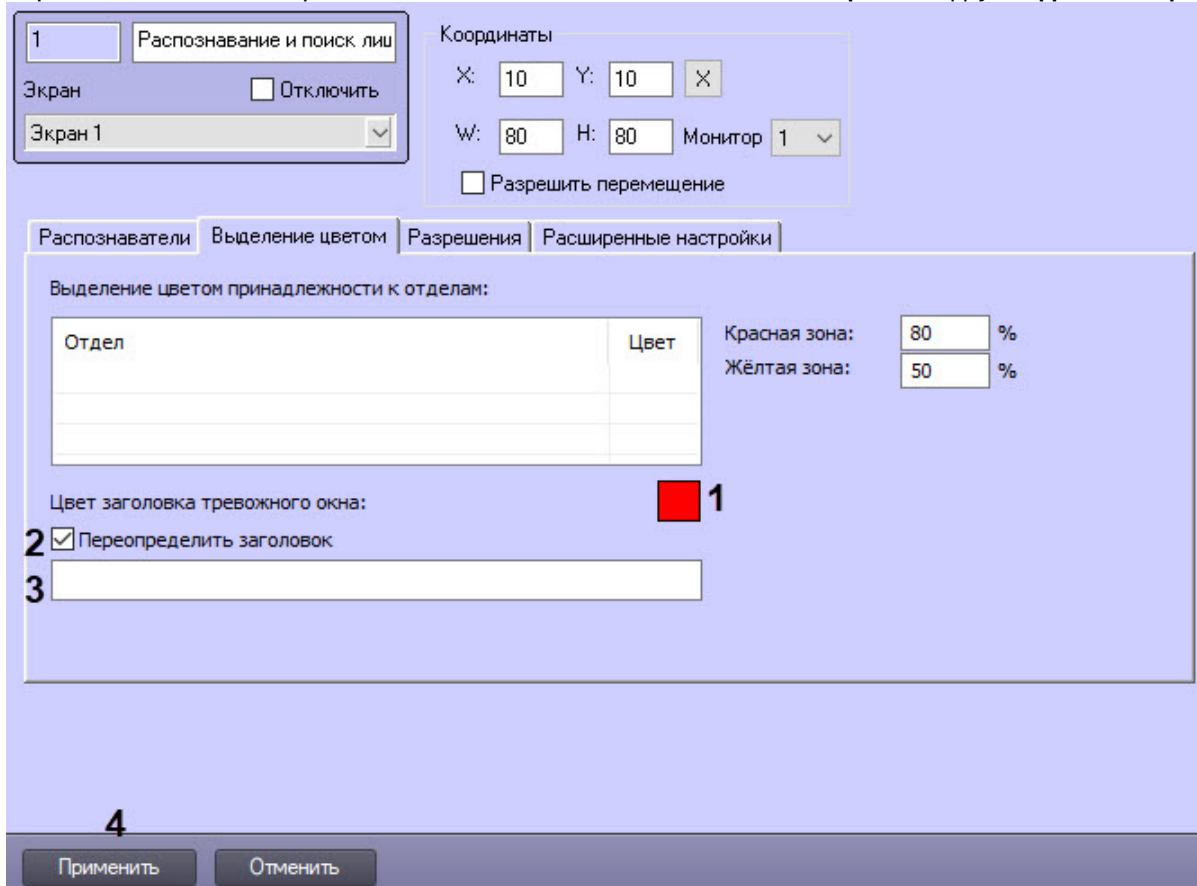 1 Распознавание и поиск лиц
Экран Отключить
Экран 1
Координаты
X: 10 Y: 10 X
W: 80 H: 80 Монитор 1
Разрешить перемещение
Распознаватели Выделение цветом Разрешения Расширенные настройки
Выделение цветом принадлежности к отделам:
Отдел Цвет
Красная зона: 80 %
Жёлтая зона: 50 %
Цвет заголовка тревожного окна: 1
2 Переопределить заголовок
3
4
Применить Отменить